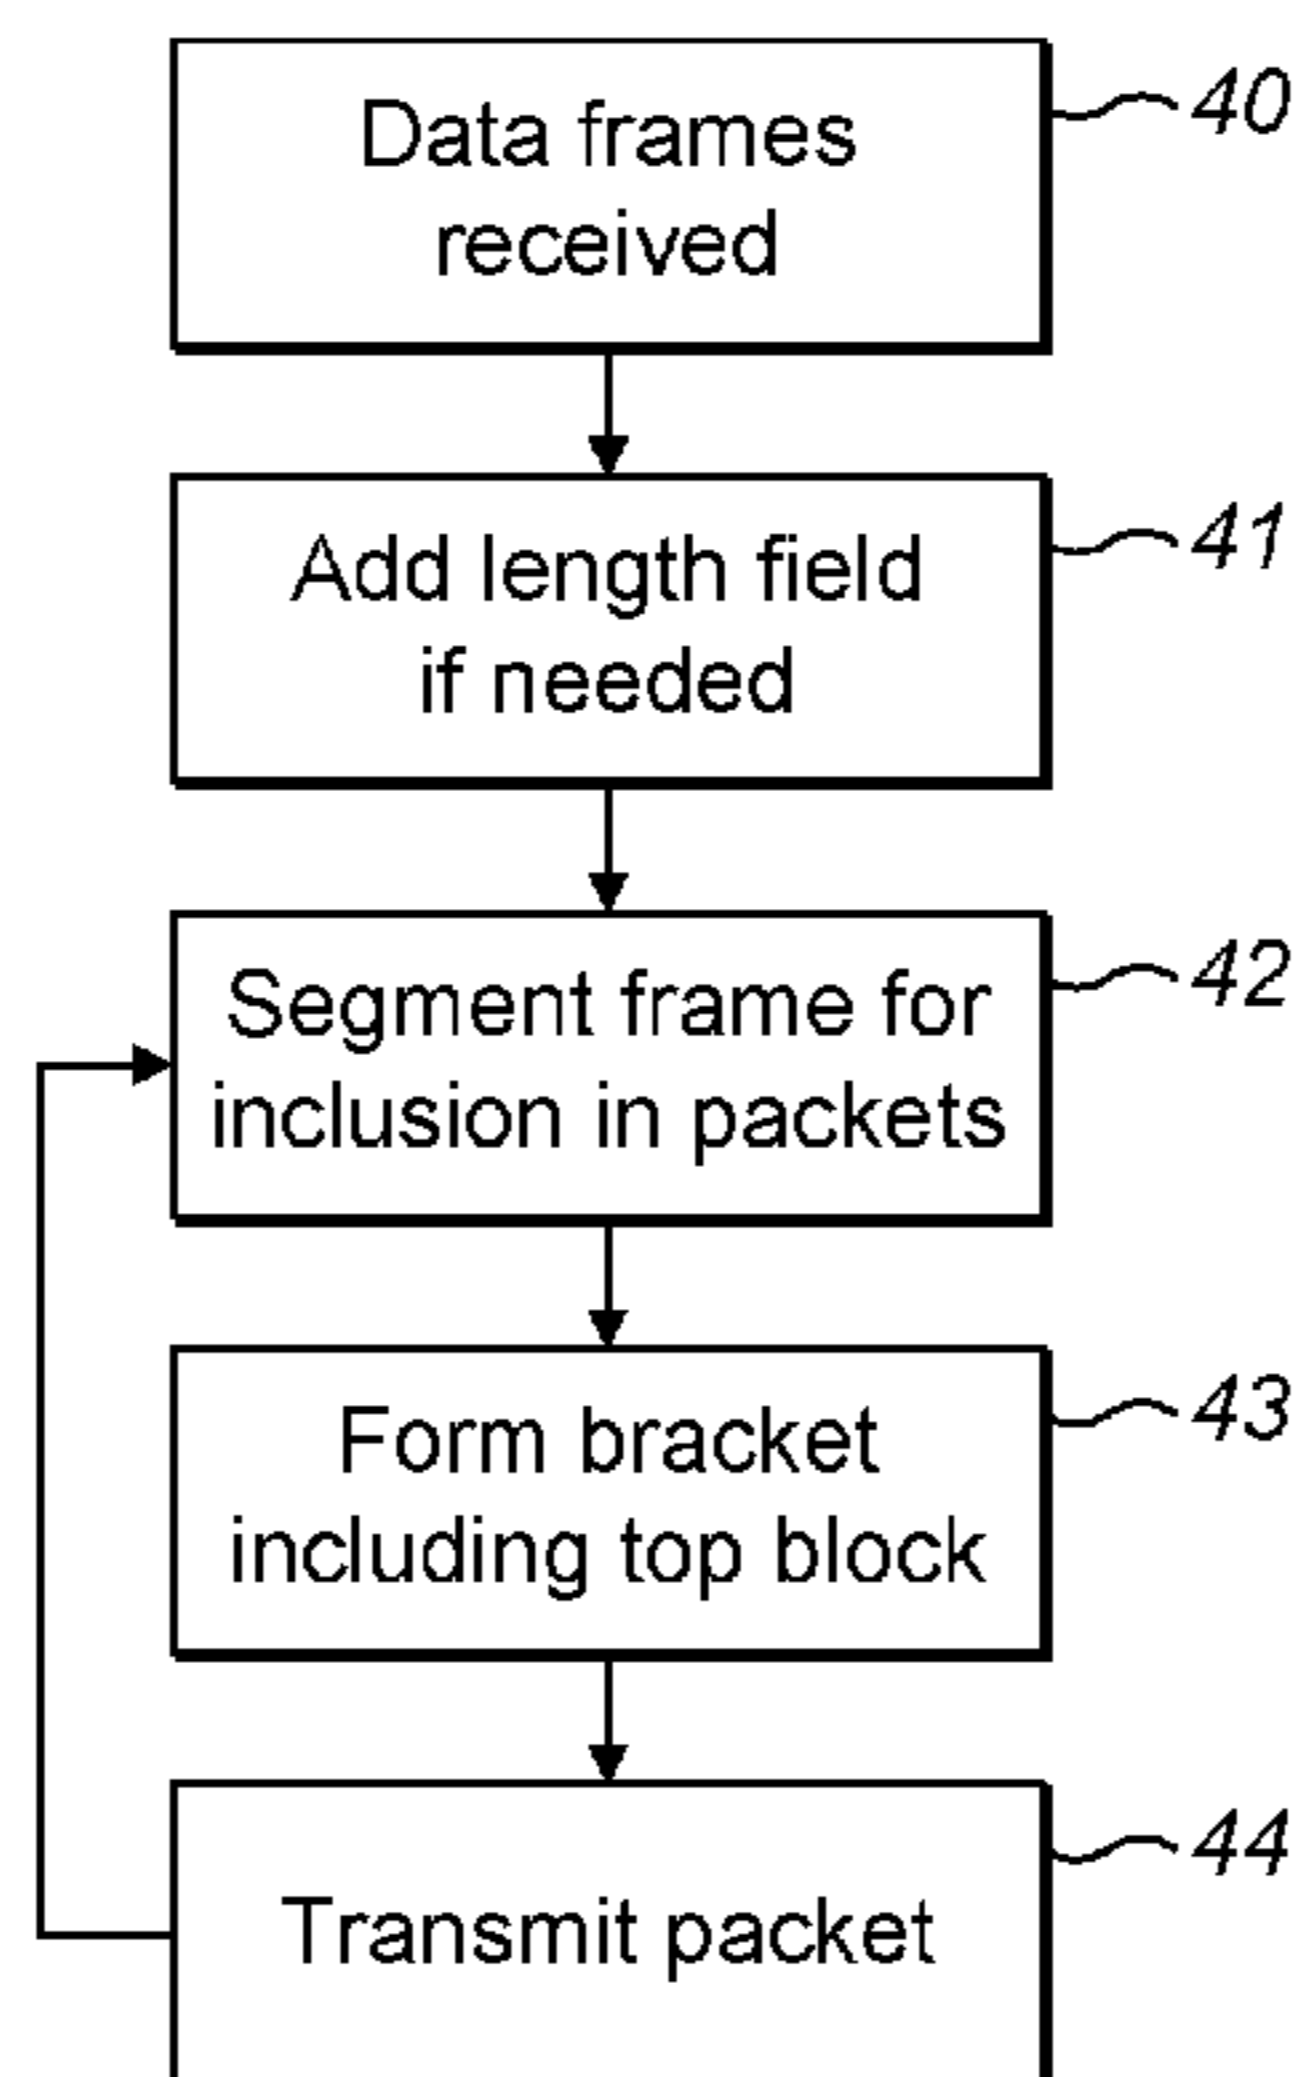 Data frames
received
40
Add length field
if needed
41
Segment frame for
inclusion in packets
42
Form bracket
including top block
43
Transmit packet
44